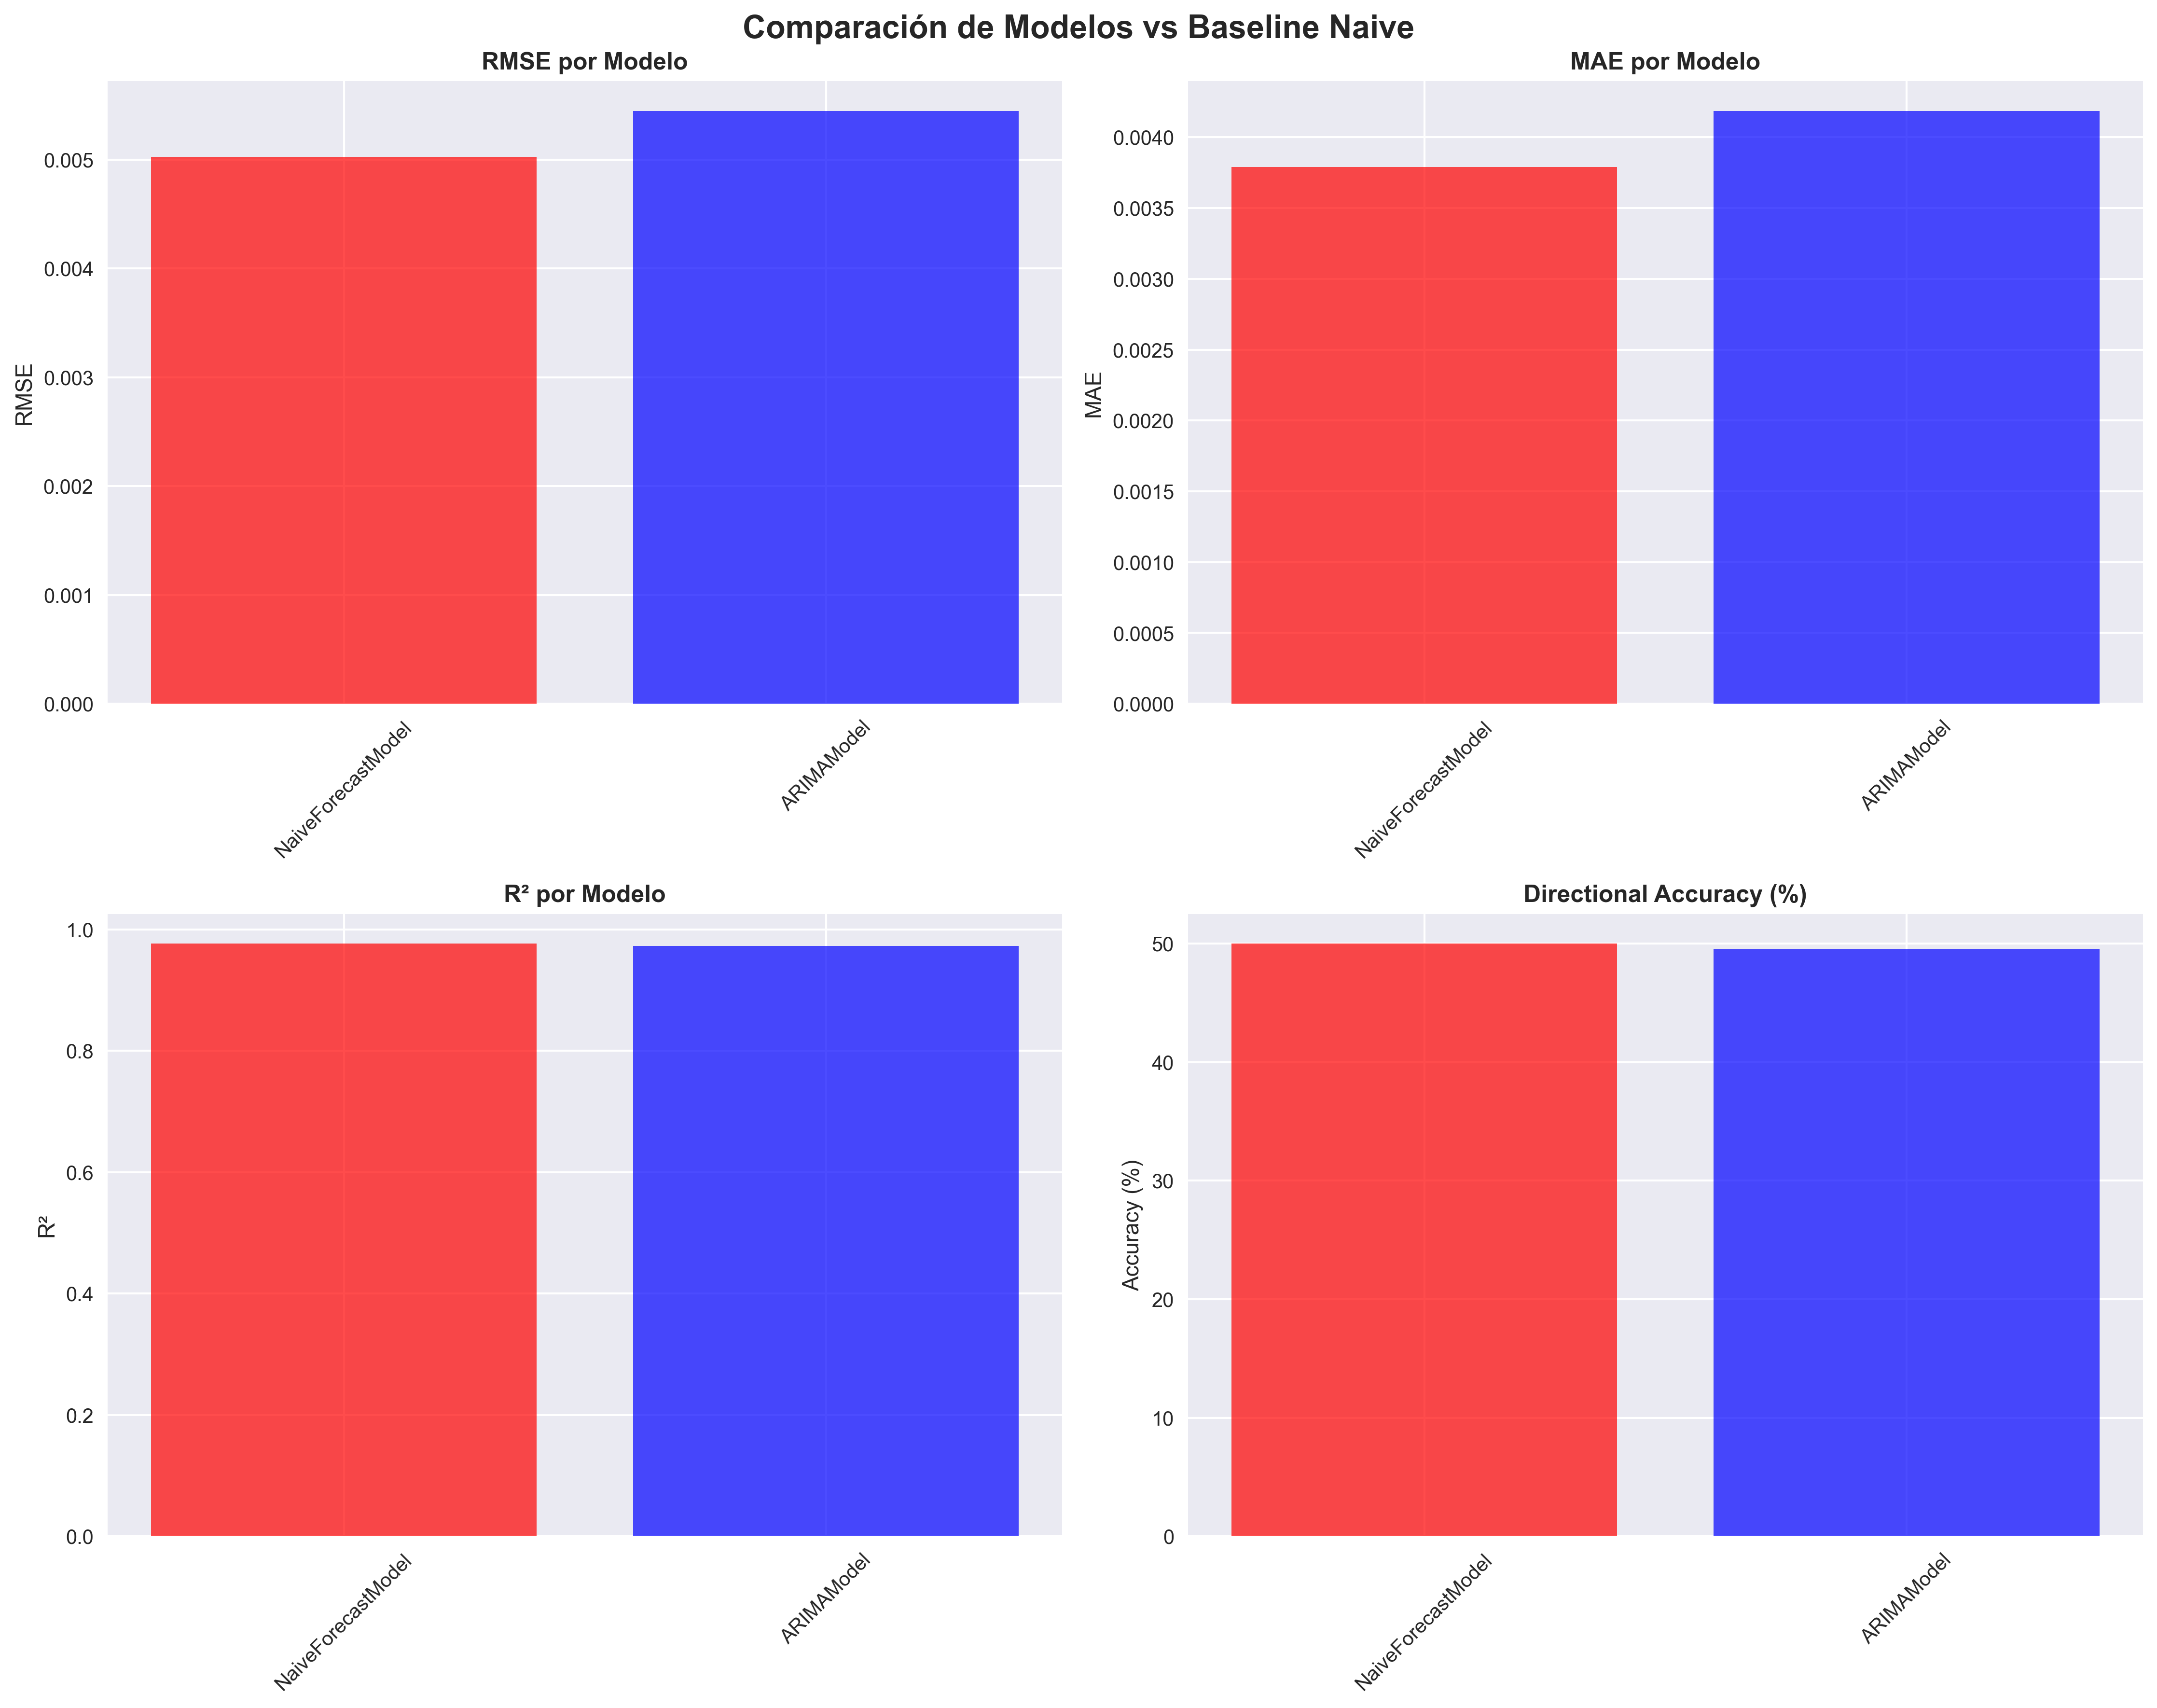 Comparación de Modelos vs Baseline Naive
RMSE por Modelo
RMSE
0.005
0.004
0.003
0.002
0.001
0.000
NaiveForecastModel
ARIMAModel
MAE por Modelo
MAE
0.0040
0.0035
0.0030
0.0025
0.0020
0.0015
0.0010
0.0005
0.0000
NaiveForecastModel
ARIMAModel
R² por Modelo
R²
1.0
0.8
0.6
0.4
0.2
0.0
NaiveForecastModel
ARIMAModel
Directional Accuracy (%)
Accuracy (%)
50
40
30
20
10
0
NaiveForecastModel
ARIMAModel